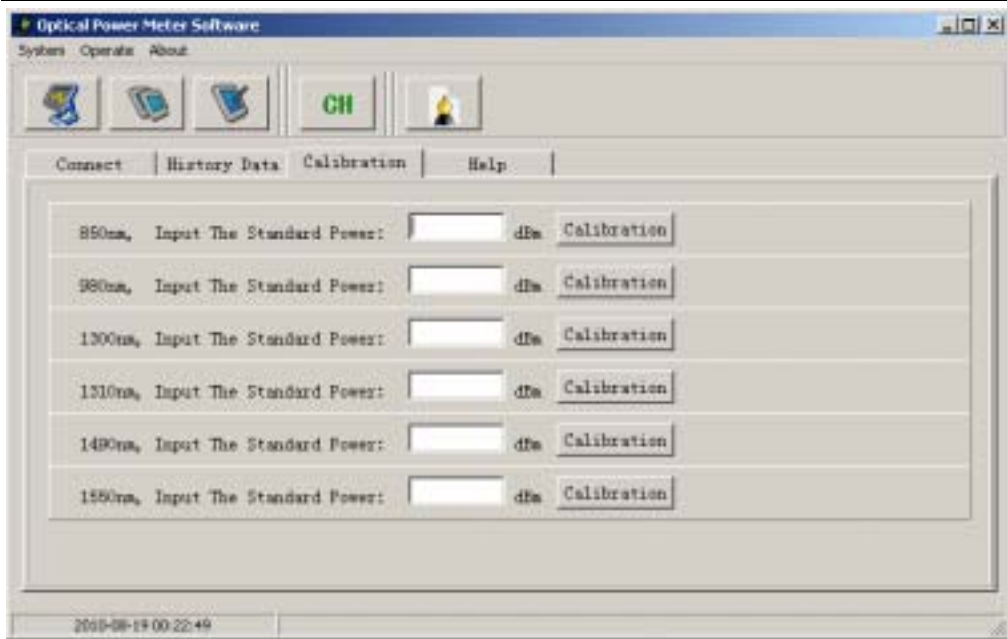 Optical Power Meter Software
System Operate About
CH
Connect History Data Calibration Help
850nm, Input The Standard Power: dBm Calibration
980nm, Input The Standard Power: dBm Calibration
1300nm, Input The Standard Power: dBm Calibration
1310nm, Input The Standard Power: dBm Calibration
1490nm, Input The Standard Power: dBm Calibration
1550nm, Input The Standard Power: dBm Calibration
2010-08-19 00:22:49